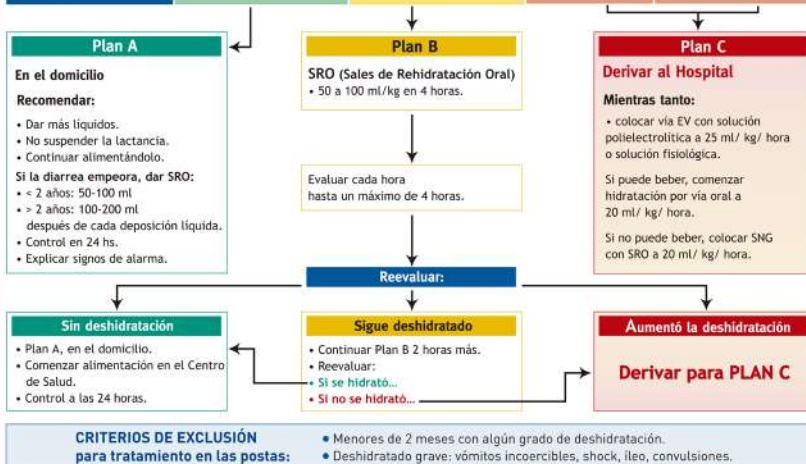 Plan A
En el domicilio
Recomendar:
• Dar más líquidos.
• No suspender la lactancia.
• Continuar alimentándolo.
Si la diarrea empeora, dar SRO:
• < 2 años: 50-100 ml
• > 2 años: 100-200 ml
después de cada deposición líquida.
• Control en 24 hs.
• Explicar signos de alarma.
Plan B
SRO (Sales de Rehidratación Oral)
• 50 a 100 ml/kg en 4 horas.
Evaluar cada hora
hasta un máximo de 4 horas.
Plan C
Derivar al Hospital
Mientras tanto:
• colocar vía EV con solución
polielectrolítica a 25 ml/ kg/ hora
o solución fisiológica.
Si puede beber, comenzar
hidratación por vía oral a
20 ml/ kg/ hora.
Si no puede beber, colocar SNG
con SRO a 20 ml/ kg/ hora.
Reevaluar:
Sin deshidratación
• Plan A, en el domicilio.
• Comenzar alimentación en el Centro
de Salud.
• Control a las 24 horas.
Sigue deshidratado
• Continuar Plan B 2 horas más.
• Reevaluar:
• Si se hidrató...
• Si no se hidrató...
Aumentó la deshidratación
Derivar para PLAN C
CRITERIOS DE EXCLUSIÓN
para tratamiento en las postas:
• Menores de 2 meses con algún grado de deshidratación.
• Deshidratado grave: vómitos incoercibles, shock, íleo, convulsiones.